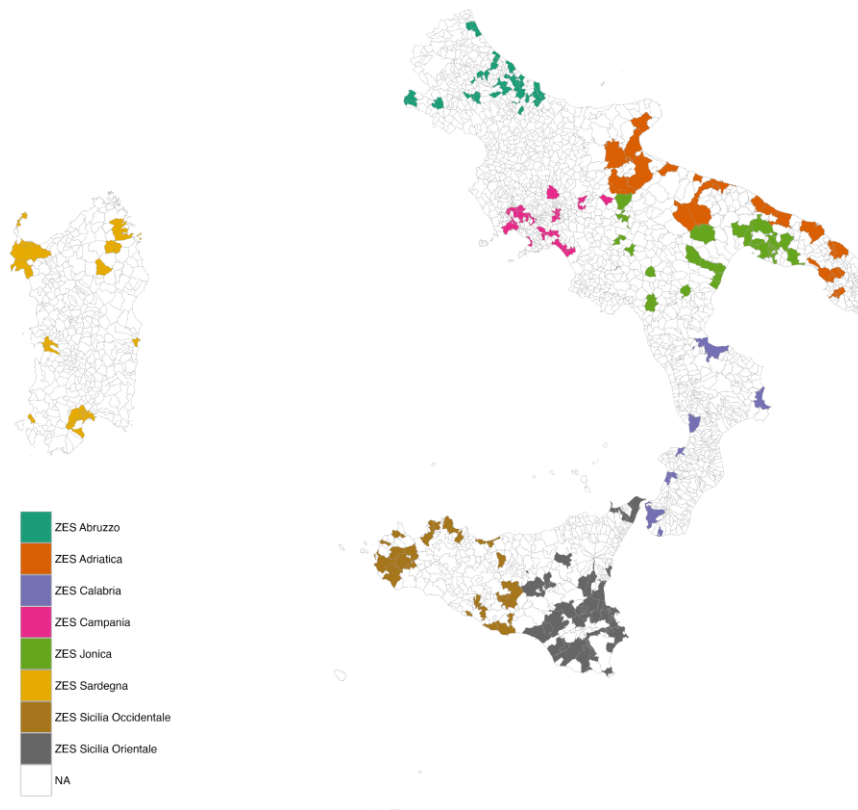 ZES Abruzzo
ZES Adriatica
ZES Calabria
ZES Campania
ZES Jonica
ZES Sardegna
ZES Sicilia Occidentale
ZES Sicilia Orientale
NA